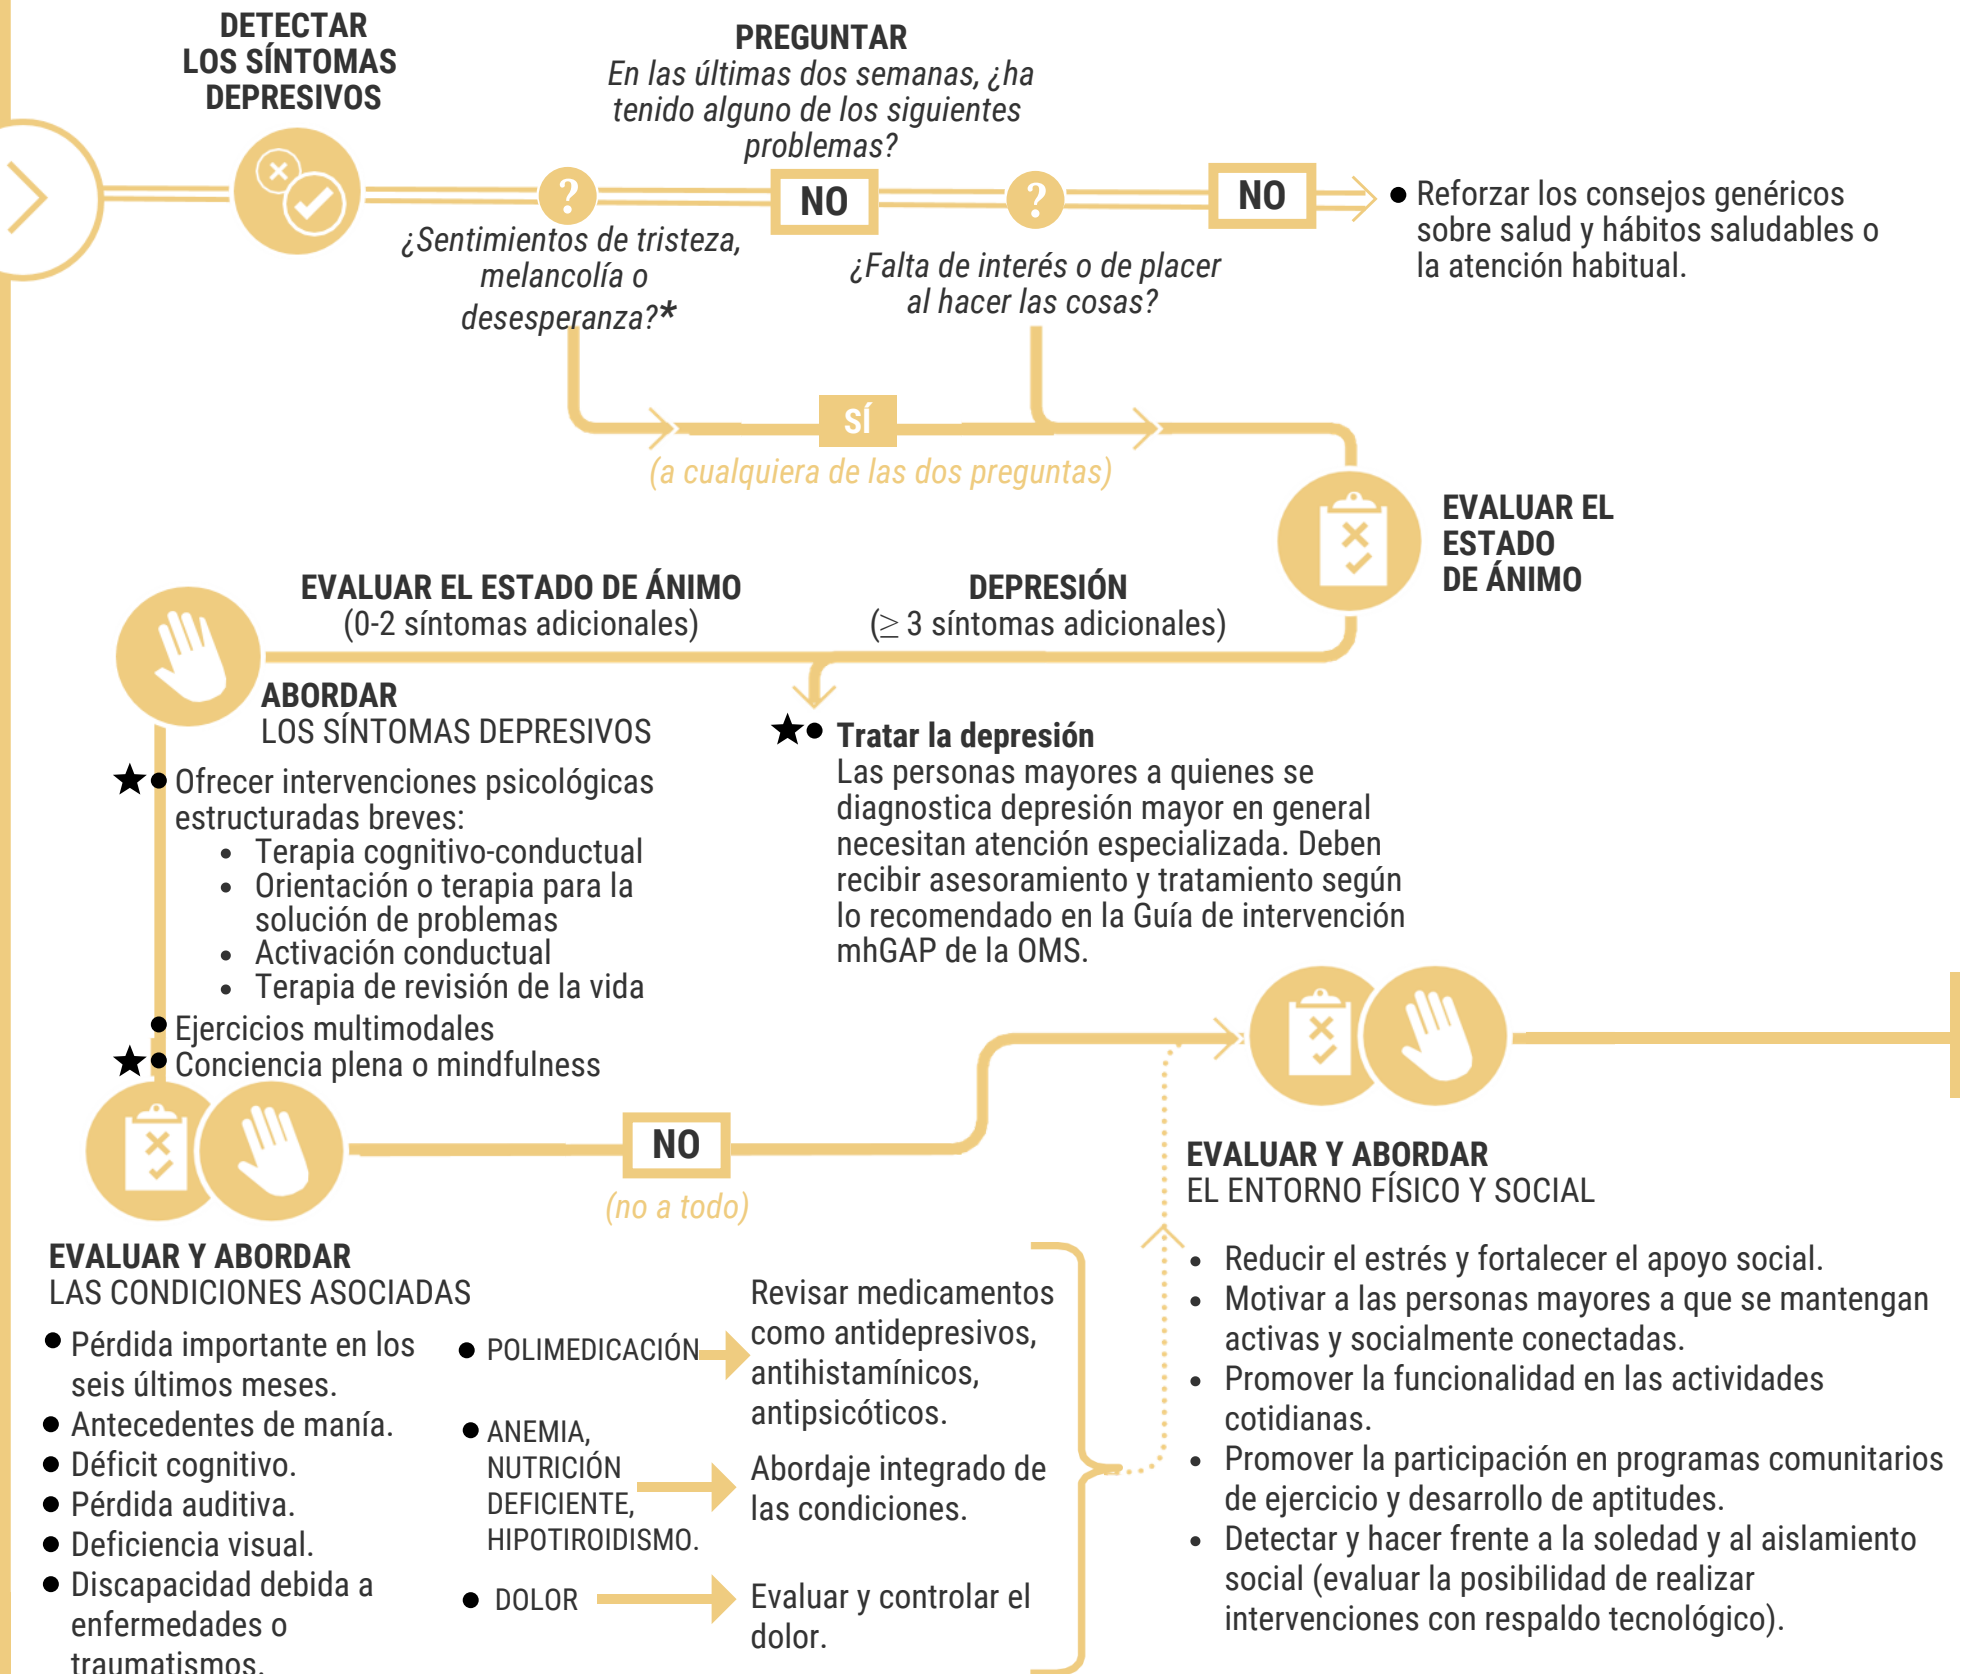 DETECTAR
LOS SÍNTOMAS
DEPRESIVOS
PREGUNTAR
En las últimas dos semanas, ¿ha
tenido alguno de los siguientes
problemas?
?
NO
?
NO
¿Sentimientos de tristeza,
melancolía o
desesperanza?*
¿Falta de interés o de placer
al hacer las cosas?
● Reforzar los consejos genéricos
sobre salud y hábitos saludables o
la atención habitual.
SÍ
(a cualquiera de las dos preguntas)
EVALUAR EL
ESTADO
DE ÁNIMO
EVALUAR EL ESTADO DE ÁNIMO
(0-2 síntomas adicionales)
DEPRESIÓN
(≥ 3 síntomas adicionales)
ABORDAR
LOS SÍNTOMAS DEPRESIVOS
★● Ofrecer intervenciones psicológicas
estructuradas breves:
• Terapia cognitivo-conductual
• Orientación o terapia para la
solución de problemas
• Activación conductual
• Terapia de revisión de la vida
● Ejercicios multimodales
★● Conciencia plena o mindfulness
★● Tratar la depresión
Las personas mayores a quienes se
diagnostica depresión mayor en general
necesitan atención especializada. Deben
recibir asesoramiento y tratamiento según
lo recomendado en la Guía de intervención
mhGAP de la OMS.
NO
(no a todo)
EVALUAR Y ABORDAR
LAS CONDICIONES ASOCIADAS
● Pérdida importante en los
seis últimos meses.
● Antecedentes de manía.
● Déficit cognitivo.
● Pérdida auditiva.
● Deficiencia visual.
● Discapacidad debida a
enfermedades o
traumatismos.
● POLIMEDICACIÓN
Revisar medicamentos
como antidepresivos,
antihistamínicos,
antipsicóticos.
● ANEMIA,
NUTRICIÓN
DEFICIENTE,
HIPOTIROIDISMO.
Abordaje integrado de
las condiciones.
● DOLOR
Evaluar y controlar el
dolor.
EVALUAR Y ABORDAR
EL ENTORNO FÍSICO Y SOCIAL
• Reducir el estrés y fortalecer el apoyo social.
• Motivar a las personas mayores a que se mantengan
activas y socialmente conectadas.
• Promover la funcionalidad en las actividades
cotidianas.
• Promover la participación en programas comunitarios
de ejercicio y desarrollo de aptitudes.
• Detectar y hacer frente a la soledad y al aislamiento
social (evaluar la posibilidad de realizar
intervenciones con respaldo tecnológico).